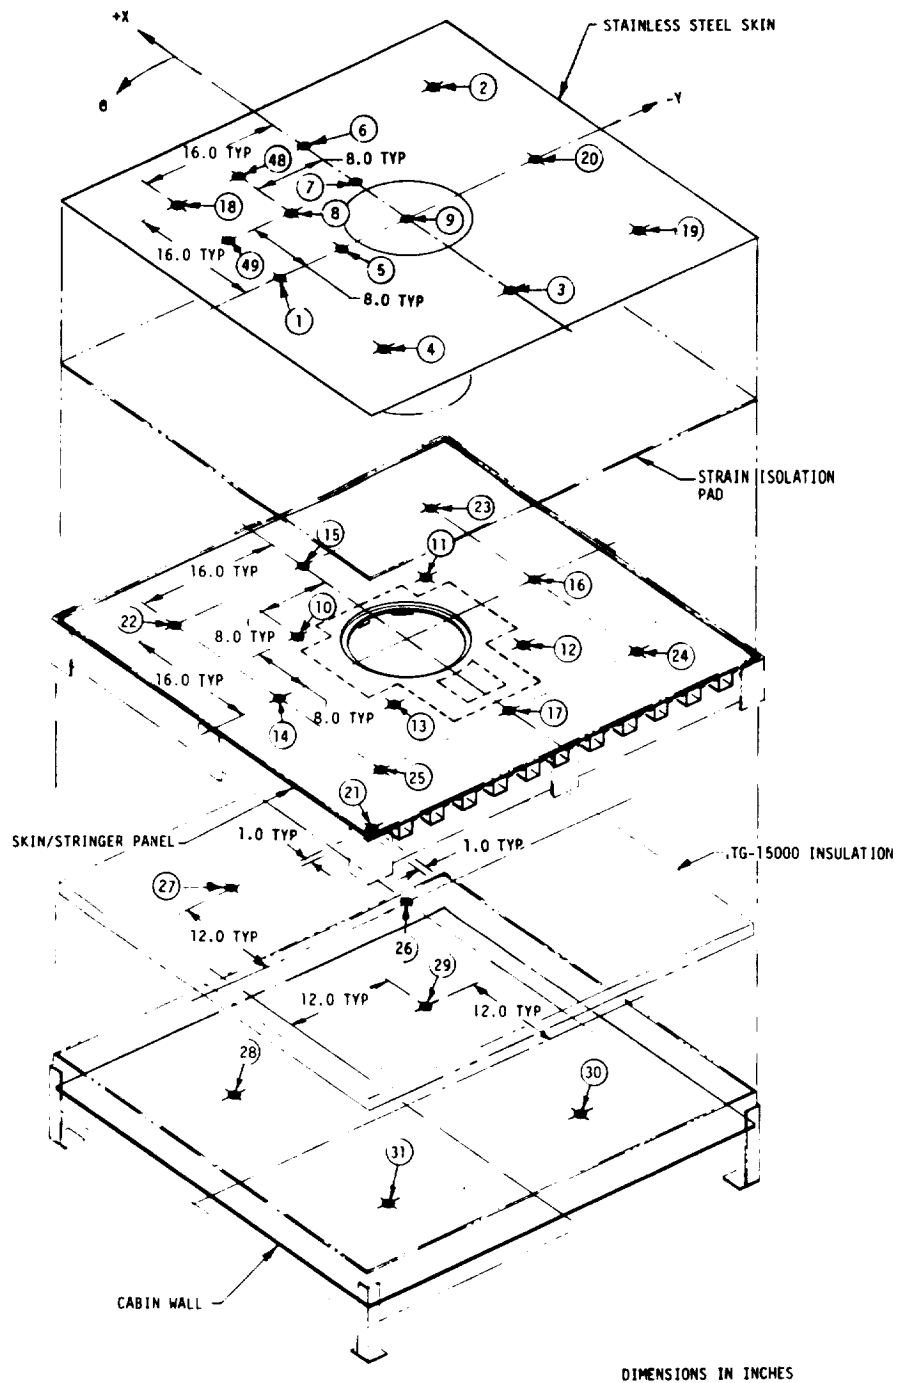 +X
STAINLESS STEEL SKIN
θ
2
-Y
6
16.0 TYP
48
8.0 TYP
20
7
18
8
9
19
16.0 TYP
49
5
8.0 TYP
3
1
4
STRAIN ISOLATION
PAD
23
15
11
16.0 TYP
16
22
10
8.0 TYP
12
24
16.0 TYP
14
8.0 TYP
13
17
25
21
SKIN/STRINGER PANEL
1.0 TYP
1.0 TYP
TG-15000 INSULATION
27
12.0 TYP
26
29
12.0 TYP
12.0 TYP
28
30
31
CABIN WALL
DIMENSIONS IN INCHES